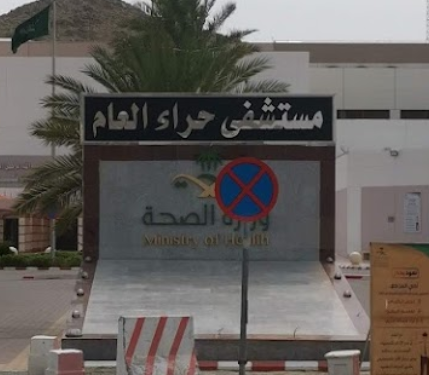 مستشفى حراء العام
وزارة الصحة
Ministry of Health